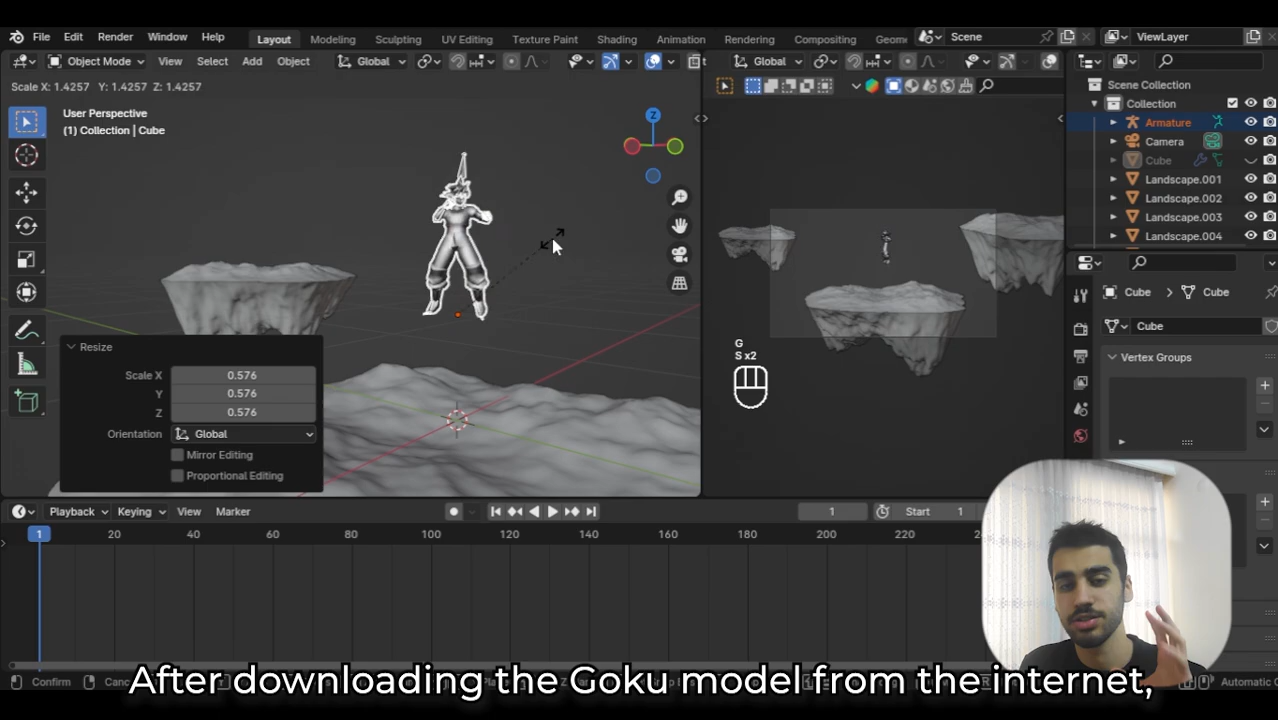 File Edit Render Window Help Layout Modeling Sculpting UV Editing Texture Paint Shading Animation Rendering Compositing Geome Scene ViewLayer
Object Mode View Select Add Object Global Global
Scale X: 1.4257 Y: 1.4257 Z: 1.4257
User Perspective
(1) Collection | Cube
Z
Scene Collection
Collection
Armature
Camera
Cube
Landscape.001
Landscape.002
Landscape.003
Landscape.004
Cube > Cube
Cube
Vertex Groups
G
S x2
Resize
Scale X 0.576
Y 0.576
Z 0.576
Orientation Global
Mirror Editing
Proportional Editing
Playback Keying View Marker 1 Start 1
1 20 40 60 80 100 120 140 160 180 200 220
After downloading the Goku model from the internet,
Confirm Automatic